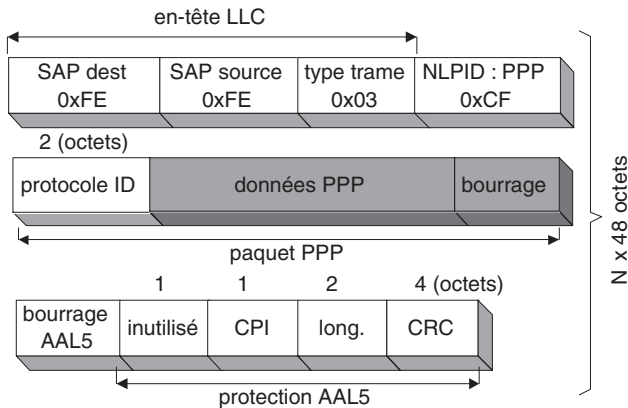 en-tête LLC
SAP dest
0xFE
SAP source
0xFE
type trame
0x03
NLPID : PPP
0xCF
2 (octets)
protocole ID
données PPP
bourrage
paquet PPP
1
1
2
4 (octets)
bourrage
AAL5
inutilisé
CPI
long.
CRC
protection AAL5
N x 48 octets